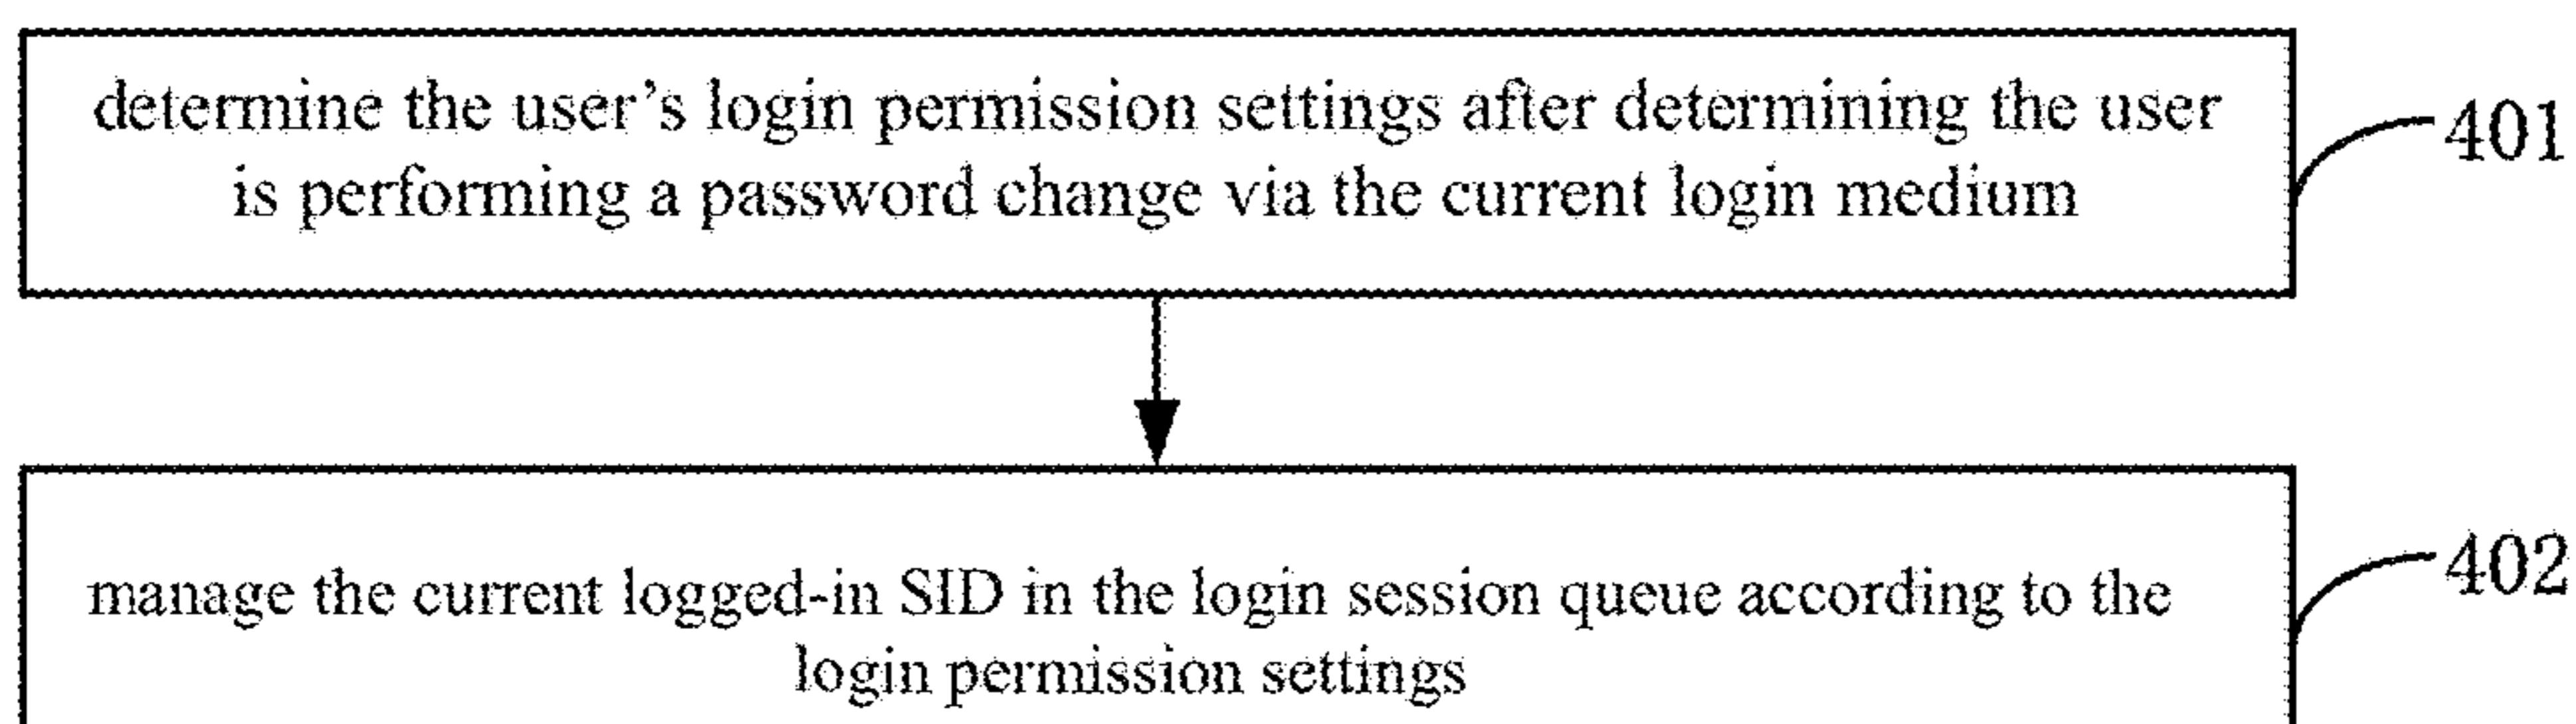 determine the user’s login permission settings after determining the user
is performing a password change via the current login medium
401
manage the current logged-in SID in the login session queue according to the
login permission settings
402